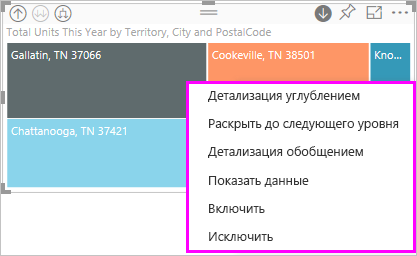 Total Units This Year by Territory, City and PostalCode
Gallatin, TN 37066
Cookeville, TN 38501
Kno...
Chattanooga, TN 37421
Детализация углублением
Раскрыть до следующего уровня
Детализация обобщением
Показать данные
Включить
Исключить